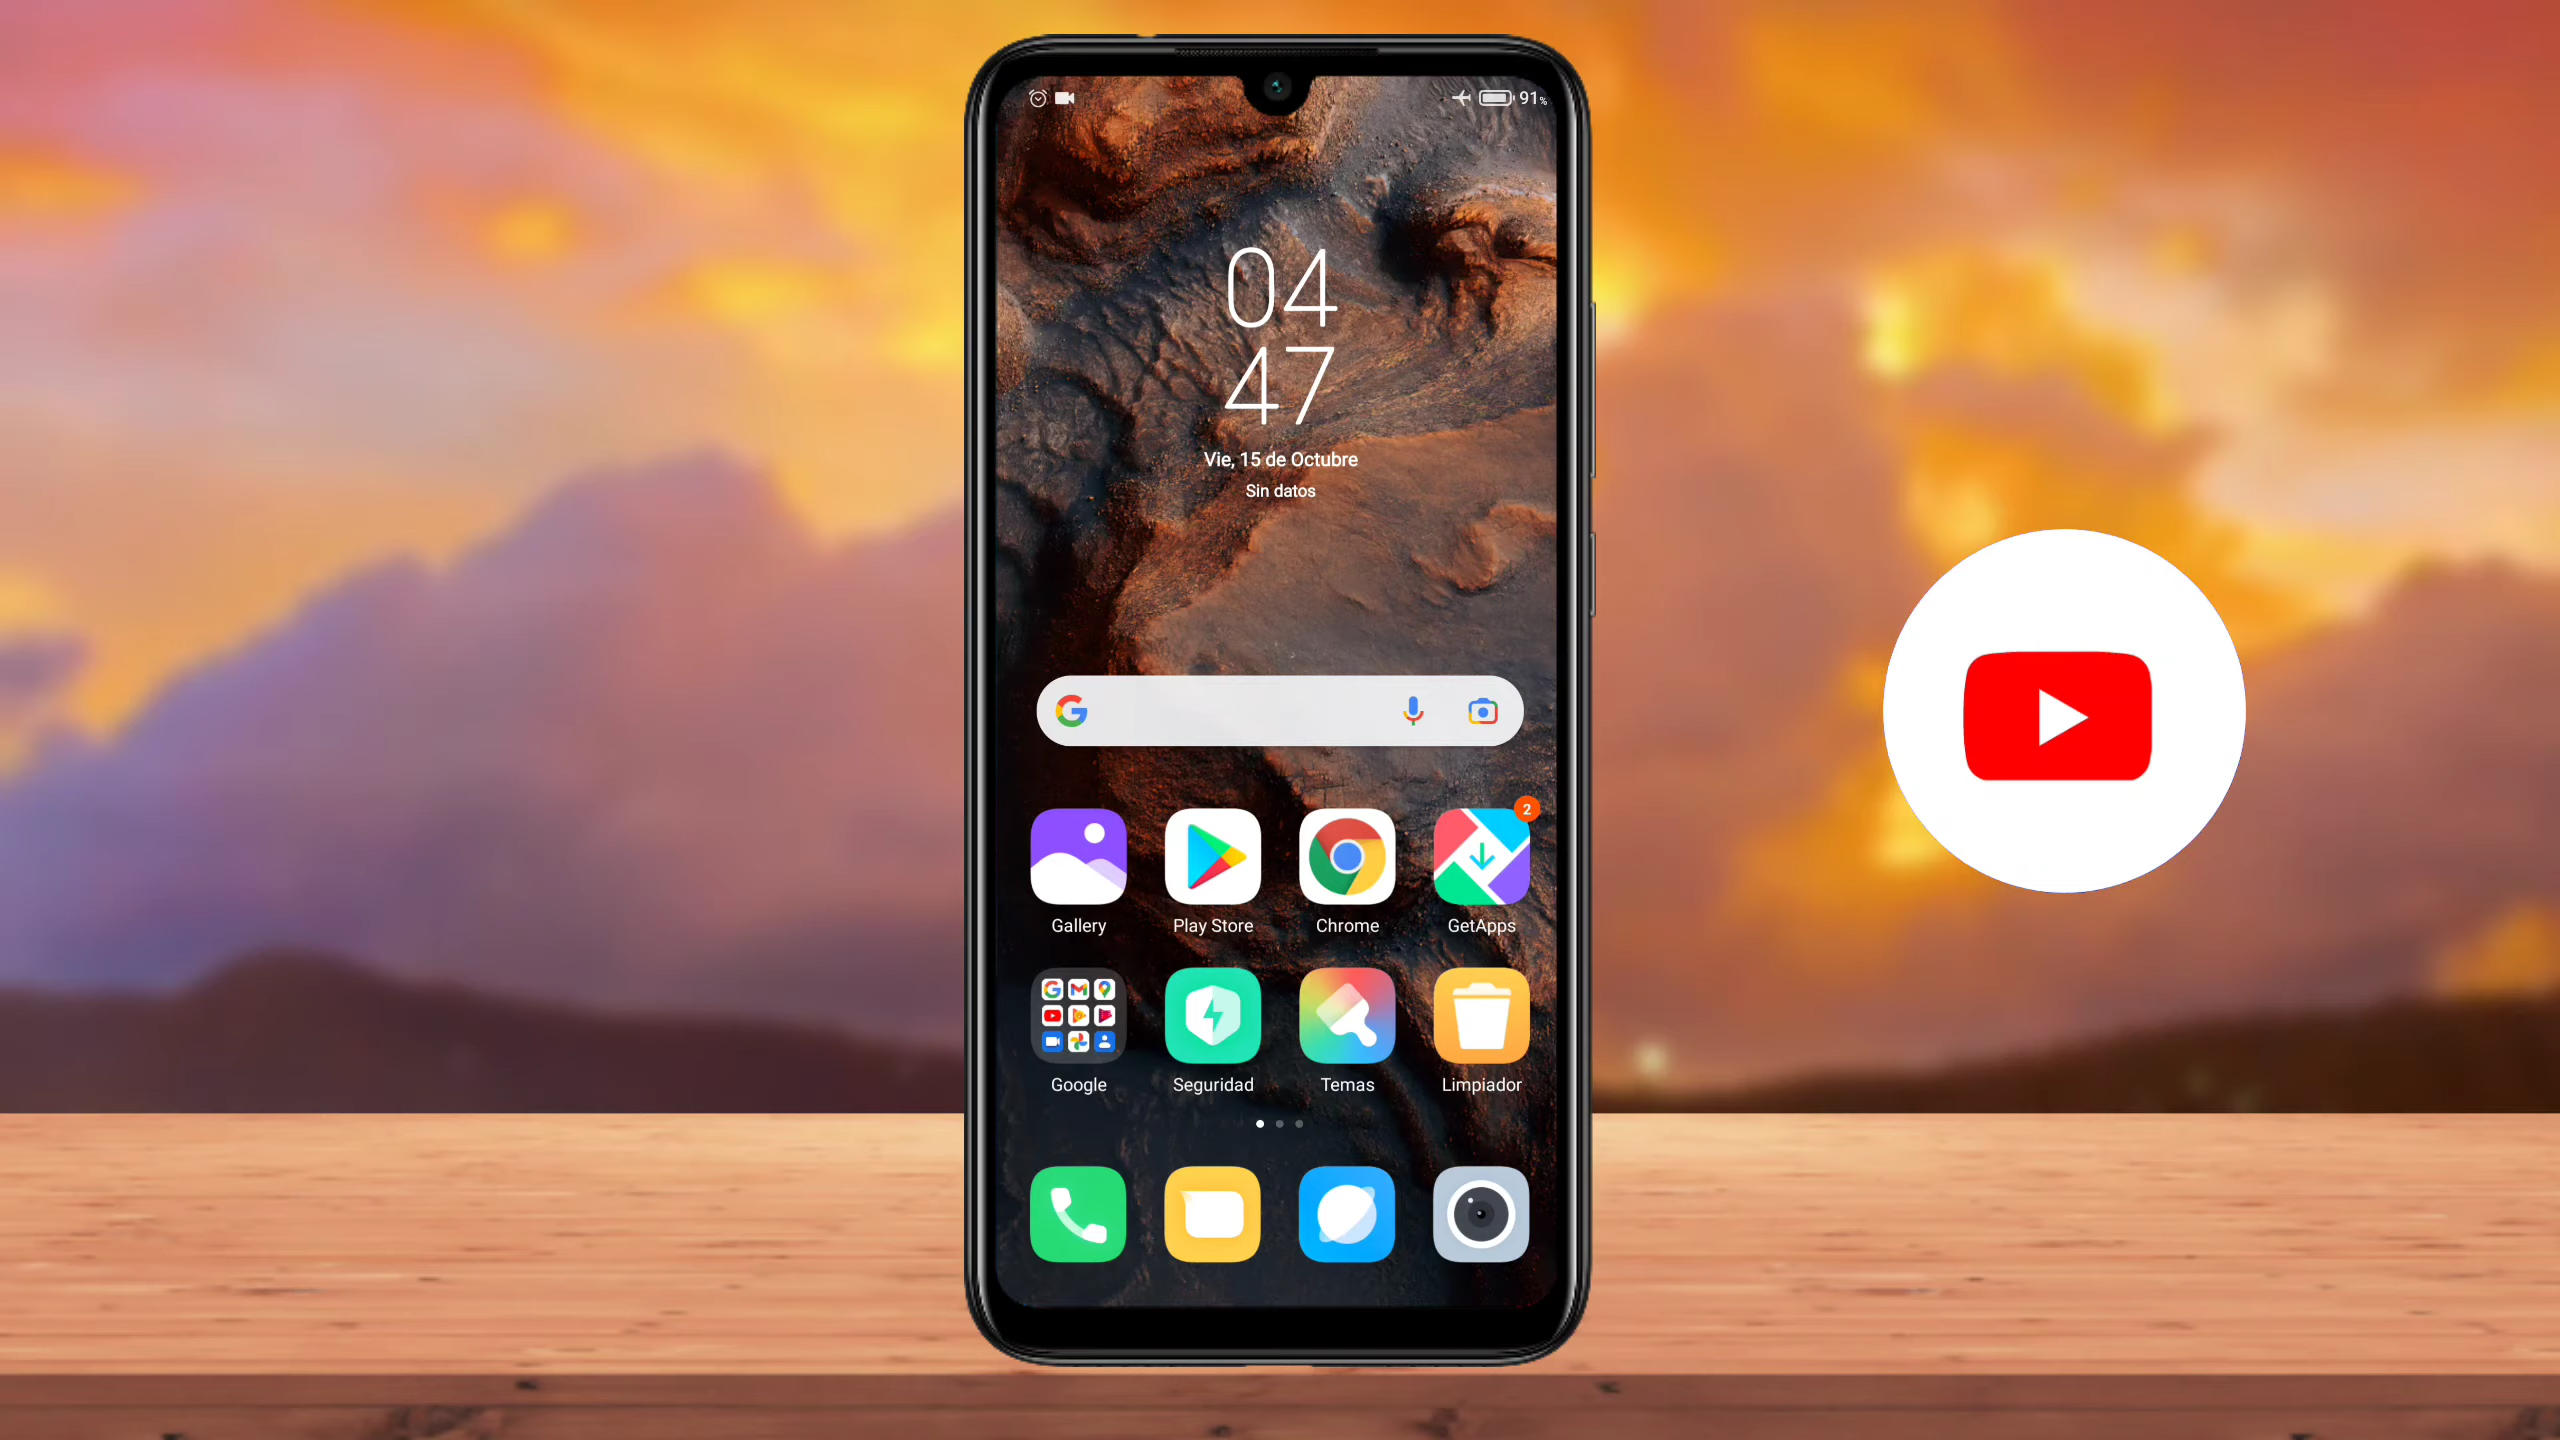 91%
04
47
Vie, 15 de Octubre
Sin datos
2
Gallery
Play Store
Chrome
GetApps
Google
Seguridad
Temas
Limpiador